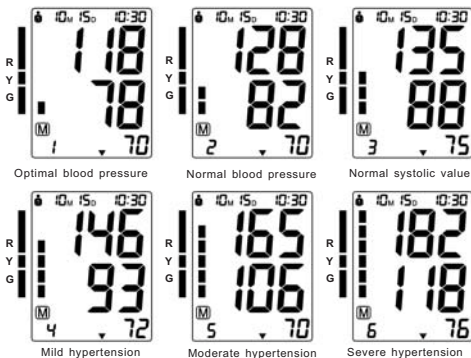 10M 15D 10:30
118
R
Y
78
G
M
1 70
Optimal blood pressure
10M 15D 10:30
128
R
Y
82
G
M
2 70
Normal blood pressure
10M 15D 10:30
135
R
Y
88
G
M
3 75
Normal systolic value
10M 15D 10:30
146
R
Y
93
G
M
4 72
Mild hypertension
10M 15D 10:30
165
R
Y
106
G
M
5 70
Moderate hypertension
10M 15D 10:30
182
R
Y
118
G
M
6 76
Severe hypertension